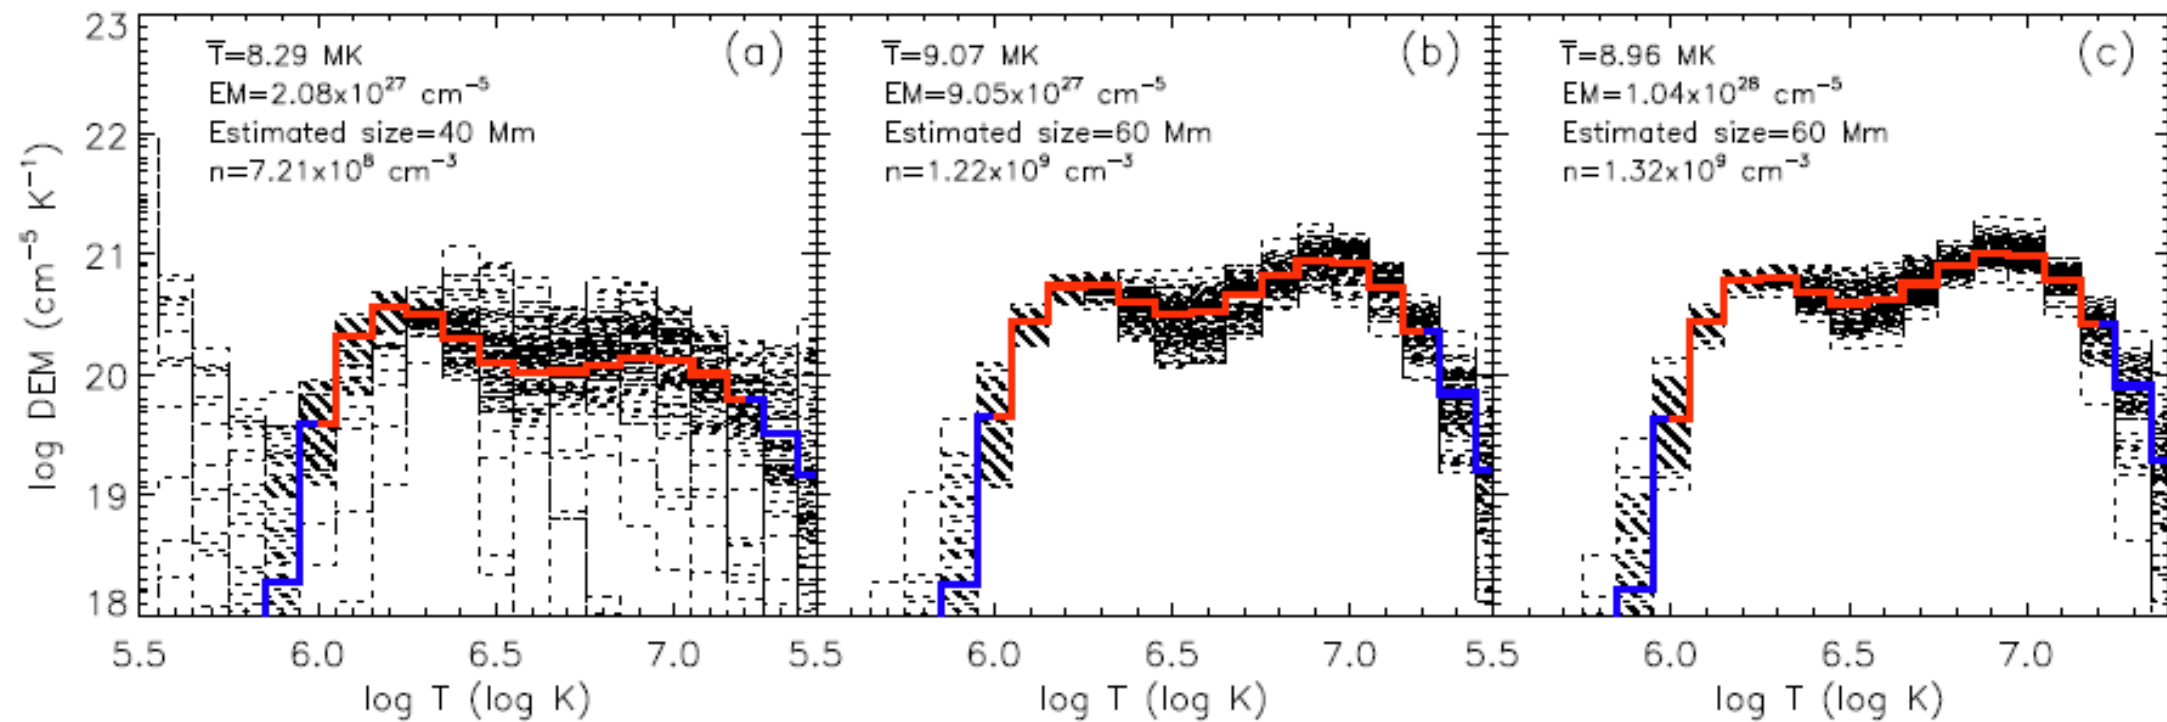 T̅=8.29 MK
EM=2.08x10²⁷ cm⁻⁵
Estimated size=40 Mm
n=7.21x10⁸ cm⁻³
(a)
T̅=9.07 MK
EM=9.05x10²⁷ cm⁻⁵
Estimated size=60 Mm
n=1.22x10⁹ cm⁻³
(b)
T̅=8.96 MK
EM=1.04x10²⁸ cm⁻⁵
Estimated size=60 Mm
n=1.32x10⁹ cm⁻³
(c)
log DEM (cm⁻⁵ K⁻¹)
23
22
21
20
19
18
5.5 6.0 6.5 7.0 5.5 6.0 6.5 7.0 5.5 6.0 6.5 7.0
log T (log K) log T (log K) log T (log K)